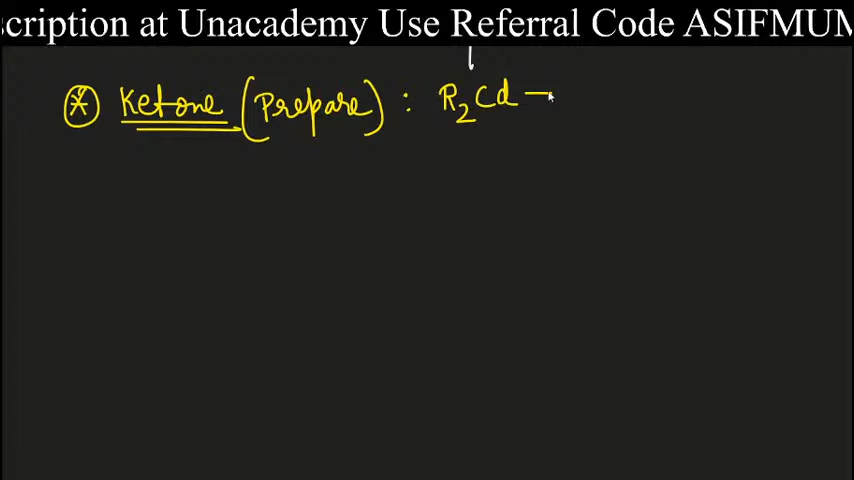 scription at Unacademy Use Referral Code ASIFMUM
* Ketone (Prepare) : R₂Cd —